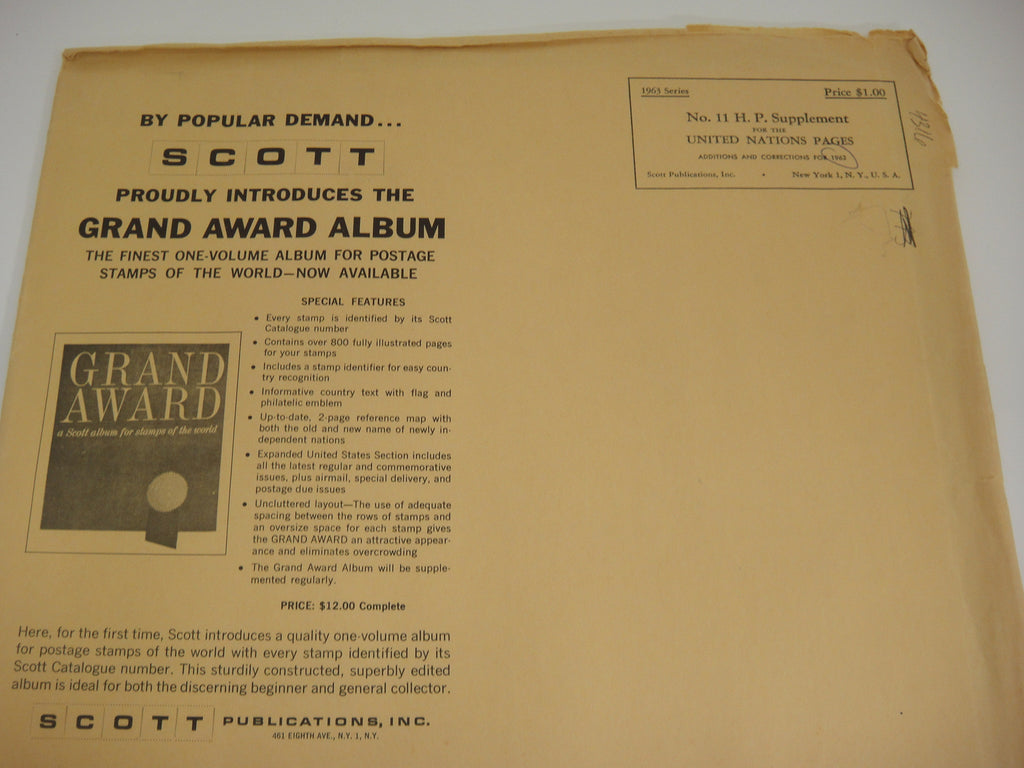 BY POPULAR DEMAND...
SCOTT
PROUDLY INTRODUCES THE
GRAND AWARD ALBUM
THE FINEST ONE-VOLUME ALBUM FOR POSTAGE
STAMPS OF THE WORLD—NOW AVAILABLE
SPECIAL FEATURES
• Every stamp is identified by its Scott
Catalogue number
• Contains over 800 fully illustrated pages
for your stamps
• Includes a stamp identifier for easy coun-
try recognition
• Informative country text with flag and
philatelic emblem
• Up-to-date, 2-page reference map with
both the old and new name of newly in-
dependent nations
• Expanded United States Section includes
all the latest regular and commemorative
issues, plus airmail, special delivery, and
postage due issues
• Uncluttered layout—The use of adequate
spacing between the rows of stamps and
an oversize space for each stamp gives
the GRAND AWARD an attractive appear-
ance and eliminates overcrowding
• The Grand Award Album will be supple-
mented regularly.
PRICE: $12.00 Complete
GRAND
AWARD
a Scott album for stamps of the world
Here, for the first time, Scott introduces a quality one-volume album
for postage stamps of the world with every stamp identified by its
Scott Catalogue number. This sturdily constructed, superbly edited
album is ideal for both the discerning beginner and general collector.
SCOTT PUBLICATIONS, INC.
461 EIGHTH AVE., N.Y. 1, N.Y.
1963 Series Price $1.00
No. 11 H. P. Supplement
FOR THE
UNITED NATIONS PAGES
ADDITIONS AND CORRECTIONS FOR 1962
Scott Publications, Inc. • New York 1, N. Y., U. S. A.